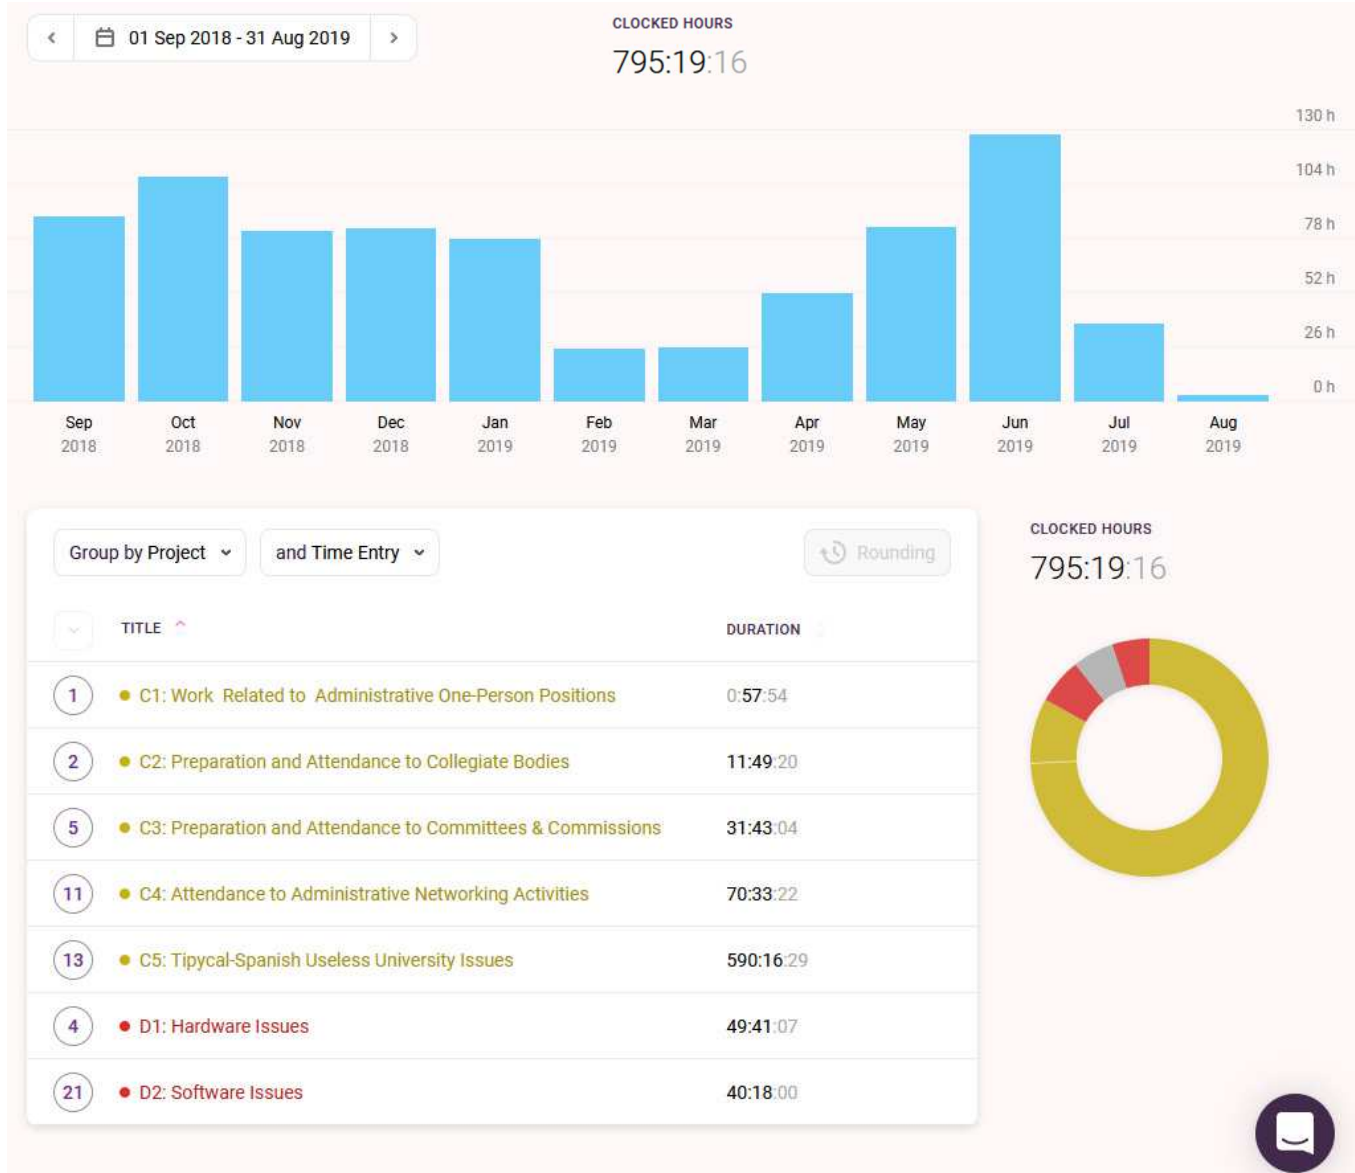 01 Sep 2018 - 31 Aug 2019
CLOCKED HOURS
795:19:16
130 h
104 h
78 h
52 h
26 h
0 h
Sep Oct Nov Dec Jan Feb Mar Apr May Jun Jul Aug
2018 2018 2018 2018 2019 2019 2019 2019 2019 2019 2019 2019
Group by Project and Time Entry Rounding
TITLE DURATION
1 C1: Work Related to Administrative One-Person Positions 0:57:54
2 C2: Preparation and Attendance to Collegiate Bodies 11:49:20
5 C3: Preparation and Attendance to Committees & Commissions 31:43:04
11 C4: Attendance to Administrative Networking Activities 70:33:22
13 C5: Tipycal-Spanish Useless University Issues 590:16:29
4 D1: Hardware Issues 49:41:07
21 D2: Software Issues 40:18:00
CLOCKED HOURS
795:19:16